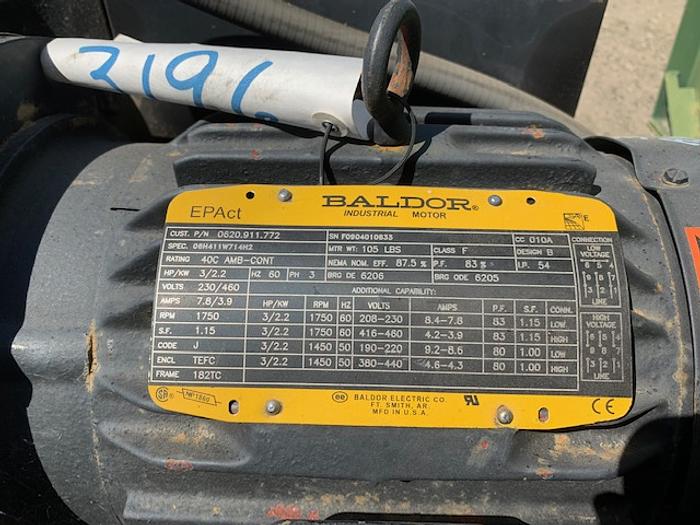 3196
EPAct
BALDOR®
INDUSTRIAL MOTOR
E
CUST. P/N 0620.911.772
SN F0904010833
SPEC. 06H411W714H2
MTR WT: 105 LBS
CLASS F
CC 010A
RATING 40C AMB-CONT
NEMA NOM. EFF. 87.5 %
P.F. 83 %
DESIGN B
HP/KW 3/2.2
HZ 60
PH 3
BRG DE 6206
BRG ODE 6205
I.P. 54
VOLTS 230/460
ADDITIONAL CAPABILITY:
AMPS 7.8/3.9
HP/KW RPM HZ VOLTS AMPS P.F. S.F. CONN.
RPM 1750
3/2.2 1750 60 208-230 8.4-7.8 83 1.15 LOW
S.F. 1.15
3/2.2 1750 60 416-460 4.2-3.9 83 1.15 HIGH
CODE J
3/2.2 1450 50 190-220 9.2-8.6 80 1.00 LOW
ENCL TEFC
3/2.2 1450 50 380-440 4.6-4.3 80 1.00 HIGH
FRAME 182TC
CONNECTION
LOW
VOLTAGE
LINE
HIGH
VOLTAGE
LINE
BALDOR ELECTRIC CO.
FT. SMITH, AR.
MFD IN U.S.A.
CE